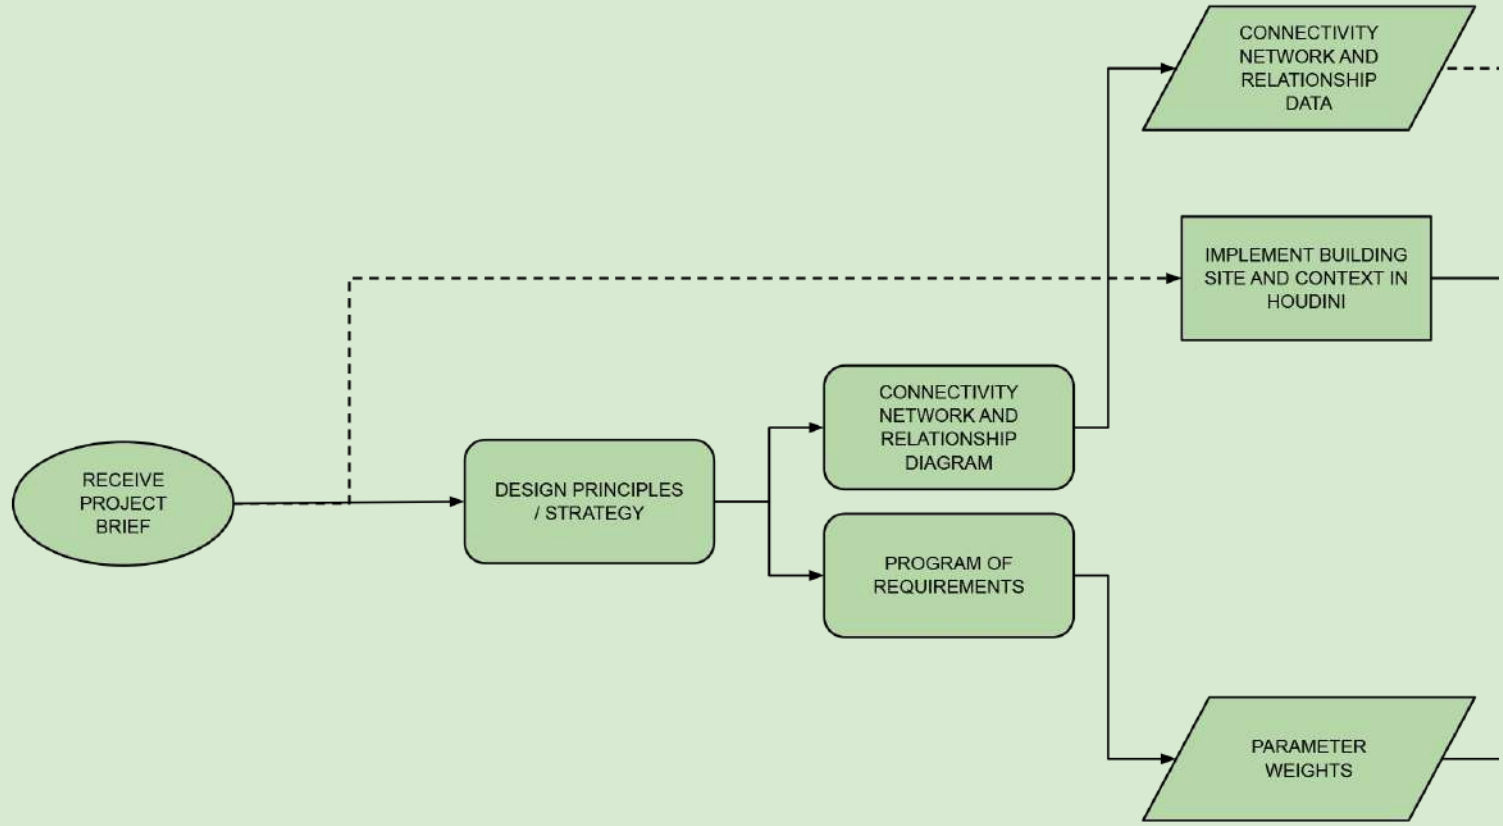 CONNECTIVITY
NETWORK AND
RELATIONSHIP
DATA
IMPLEMENT BUILDING
SITE AND CONTEXT IN
HOUDINI
CONNECTIVITY
NETWORK AND
RELATIONSHIP
DIAGRAM
RECEIVE
PROJECT
BRIEF
DESIGN PRINCIPLES
/ STRATEGY
PROGRAM OF
REQUIREMENTS
PARAMETER
WEIGHTS